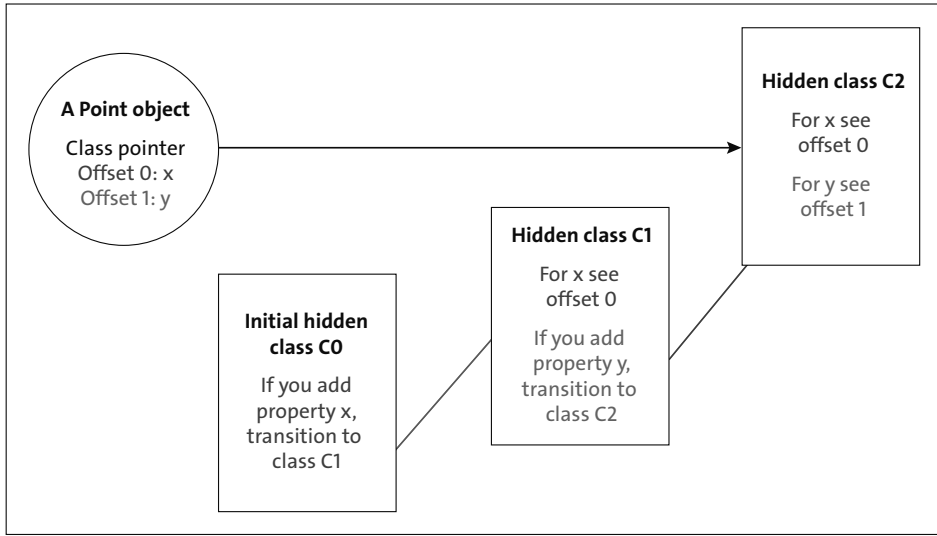 A Point object
Class pointer
Offset 0: x
Offset 1: y
Initial hidden
class C0
If you add
property x,
transition to
class C1
Hidden class C1
For x see
offset 0
If you add
property y,
transition to
class C2
Hidden class C2
For x see
offset 0
For y see
offset 1